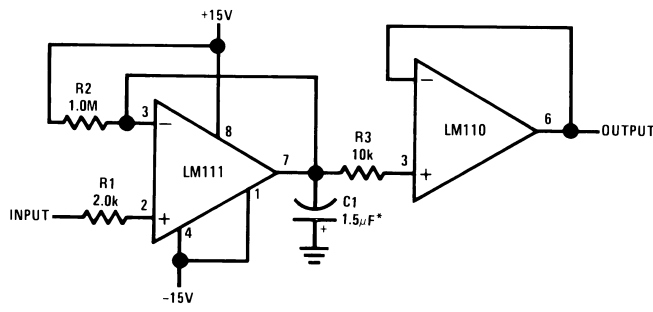 +15V
R2
1.0M
3
−
8
LM111
7
R1
2.0k
INPUT
2
+
4
1
−15V
C1
1.5μF*
+
R3
10k
3
−
+
LM110
6
OUTPUT